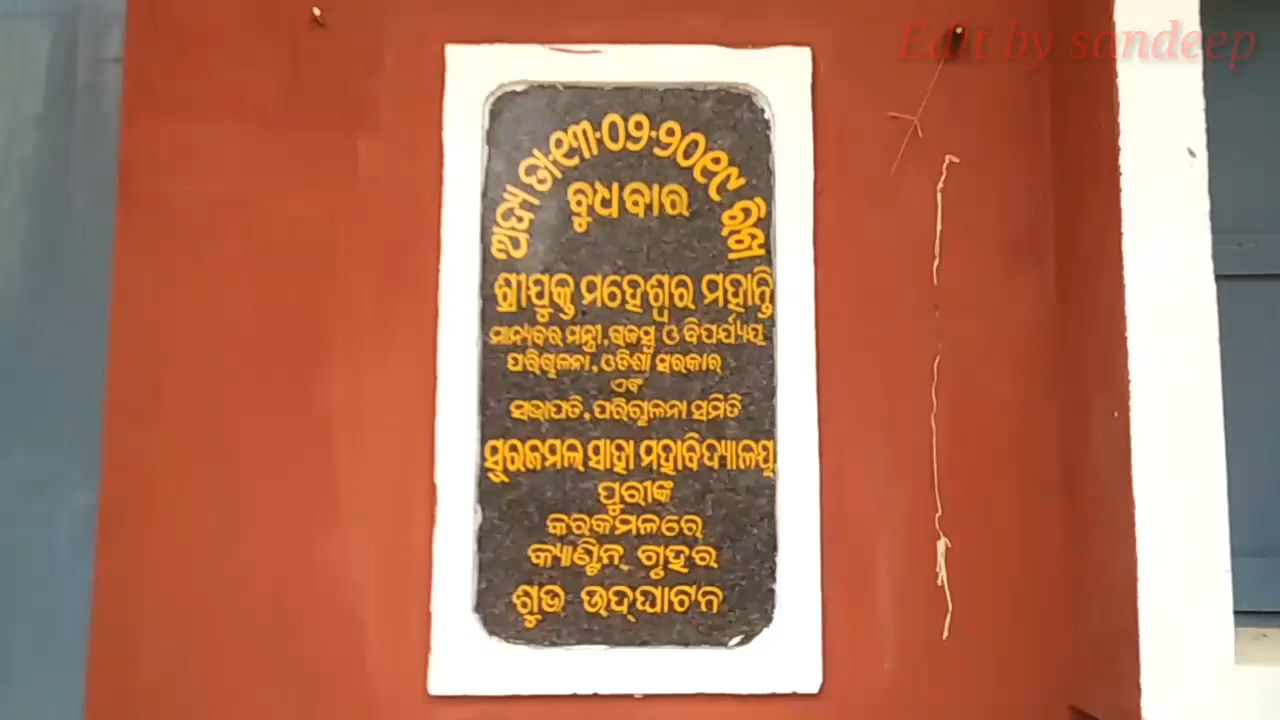 Edit by sandeep
ଅଦ୍ୟ ତା.୧୩.୦୨.୨୦୧୯ ରିଖ
ବୁଧବାର
ଶ୍ରୀଯୁକ୍ତ ମହେଶ୍ୱର ମହାନ୍ତି
ମାନ୍ୟବର ମନ୍ତ୍ରୀ,ରାଜସ୍ୱ ଓ ବିପର୍ଯ୍ୟୟ
ପରିଚାଳନା,ଓଡିଶା ସରକାର
ଏବଂ
ସଭାପତି,ପରିଚାଳନା ସମିତି
ସୁରଜମଲ ସାହା ମହାବିଦ୍ୟାଳୟ
ପୁରୀଙ୍କ
କରକମଳରେ
କ୍ୟାଣ୍ଟିନ୍ ଗୃହର
ଶୁଭ ଉଦ୍‌ଘାଟନ